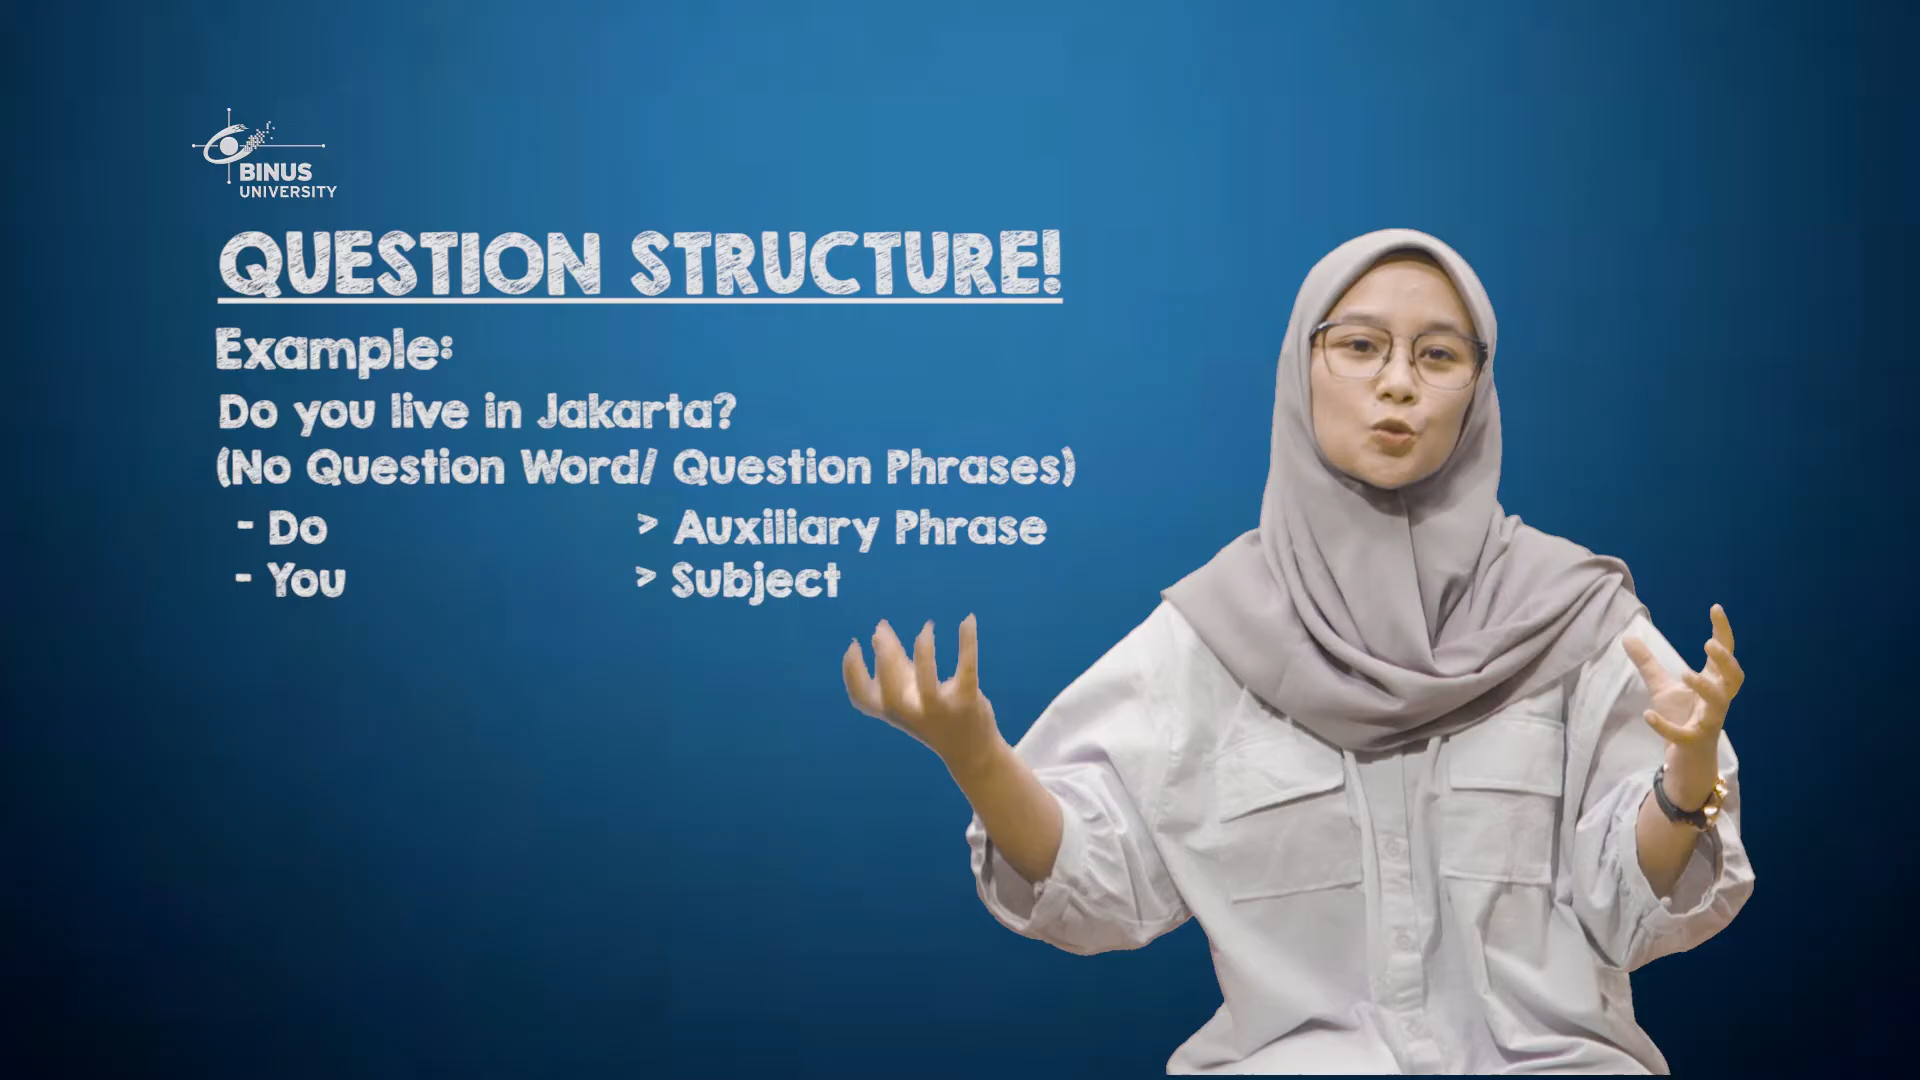 BINUS
UNIVERSITY
QUESTION STRUCTURE!
Example:
Do you live in Jakarta?
(No Question Word/ Question Phrases)
- Do > Auxiliary Phrase
- You > Subject